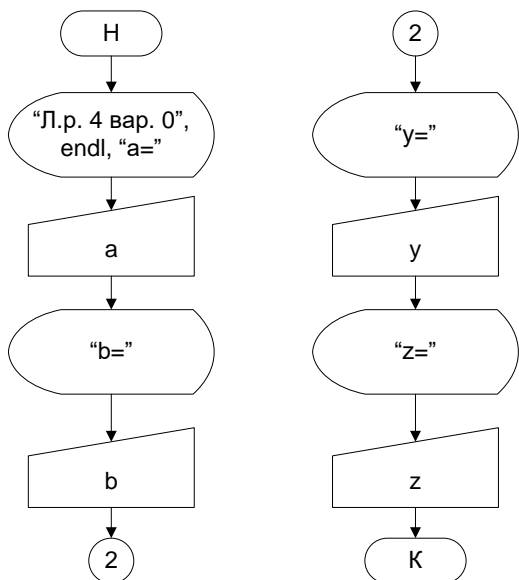 Н
“Л.р. 4 вар. 0”,
endl, “a=”
a
“b=”
b
2
2
“y=”
y
“z=”
z
К